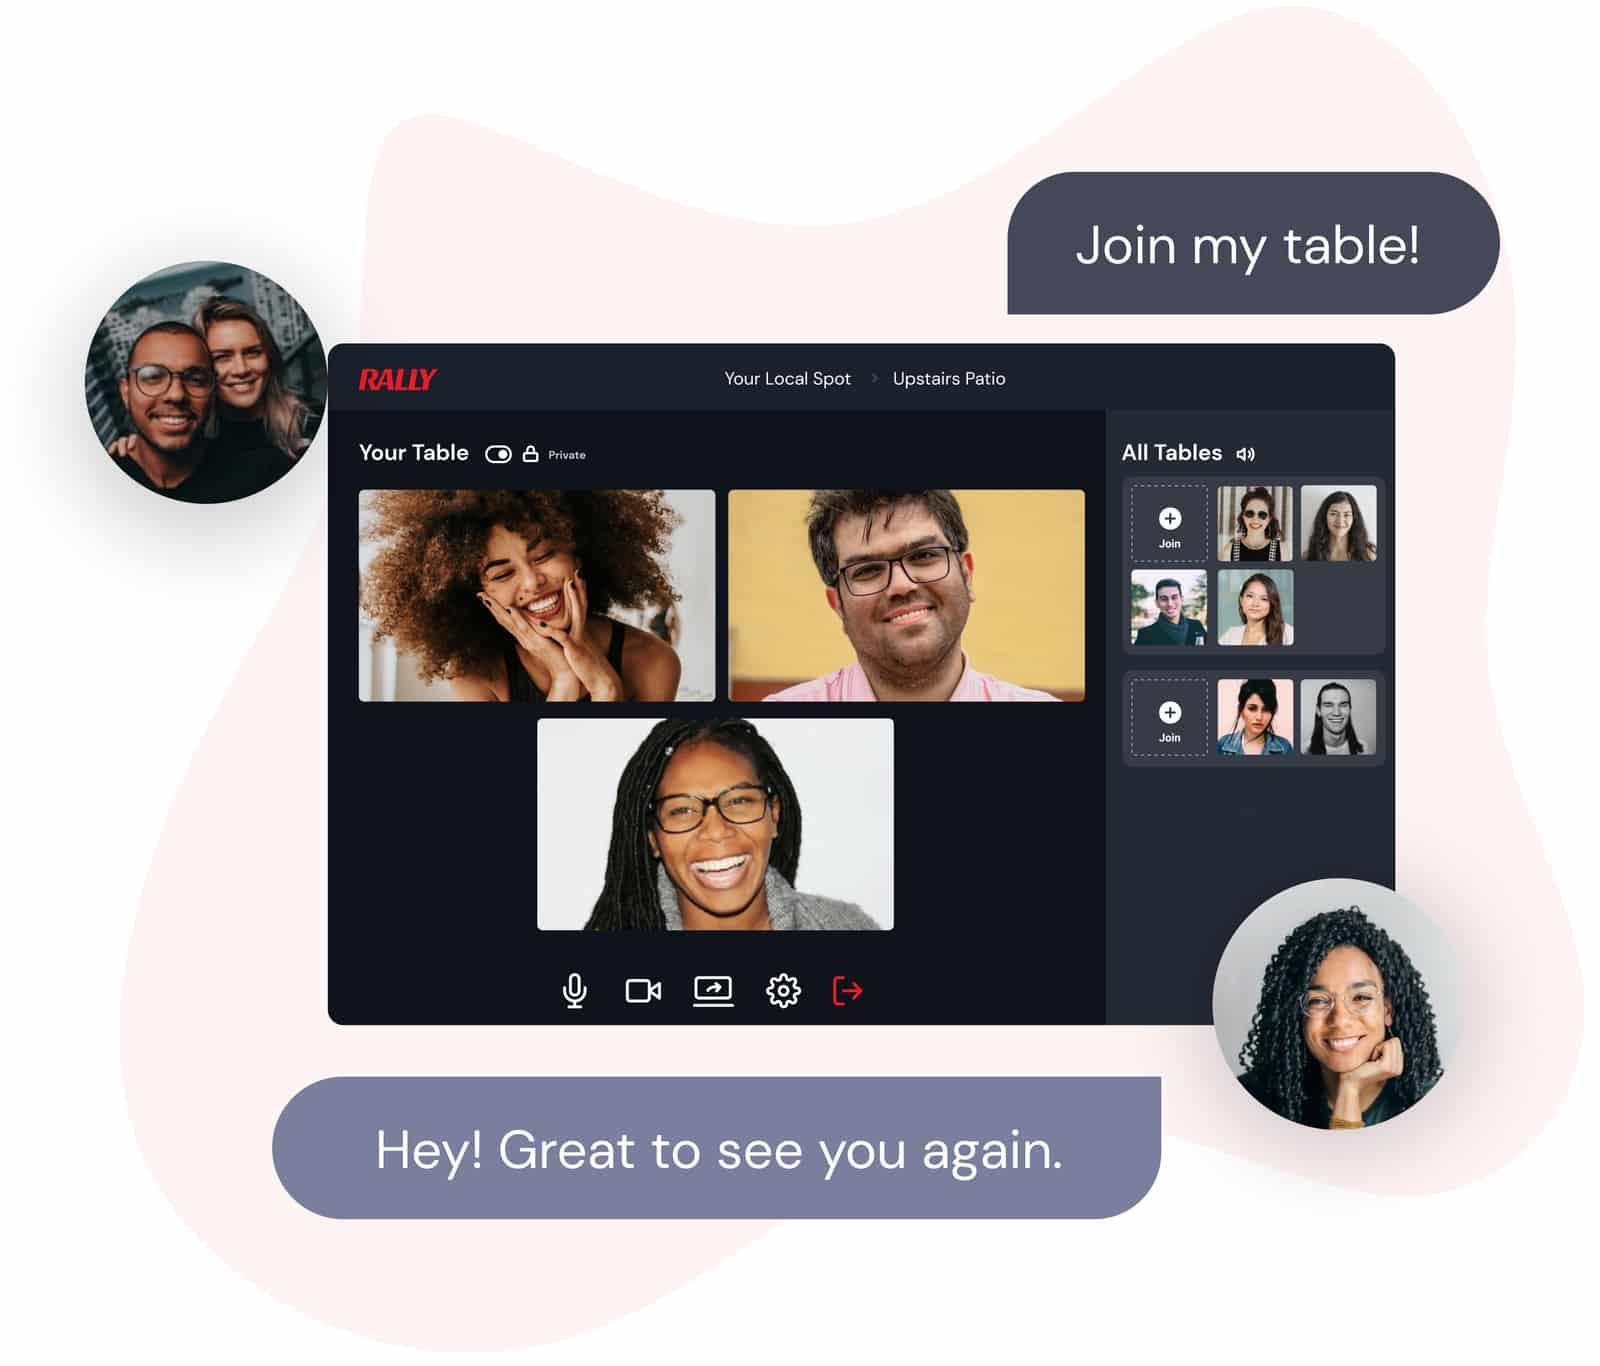 Join my table!
RALLY
Your Local Spot > Upstairs Patio
Your Table Private
All Tables
Join
Join
Hey! Great to see you again.